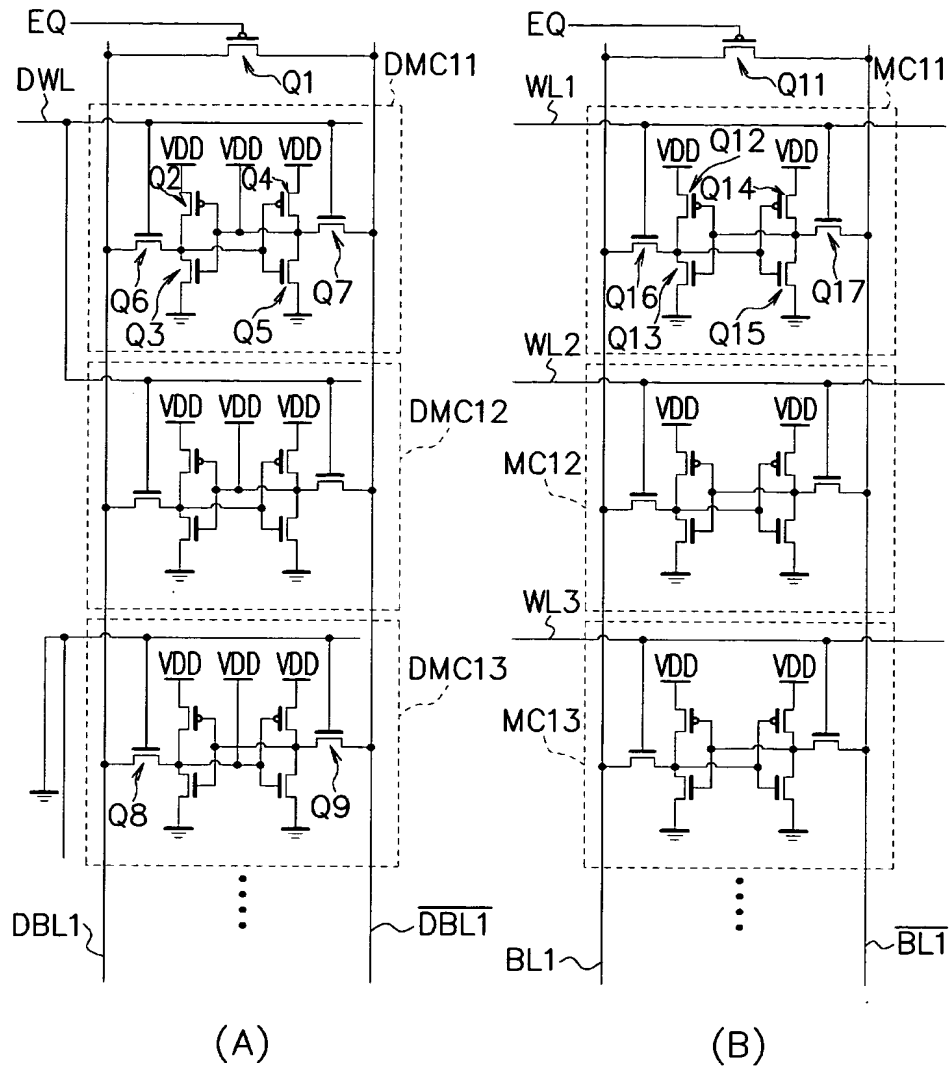 EQ
Q1
DMC11
DWL
VDD
VDD
VDD
Q2
Q4
Q6
Q3
Q5
Q7
VDD
VDD
VDD
DMC12
VDD
VDD
VDD
DMC13
Q8
Q9
DBL1
DBL1
(A)
EQ
Q11
MC11
WL1
VDD
Q12
VDD
Q14
Q16
Q13
Q15
Q17
WL2
VDD
VDD
MC12
WL3
VDD
VDD
MC13
BL1
BL1
(B)